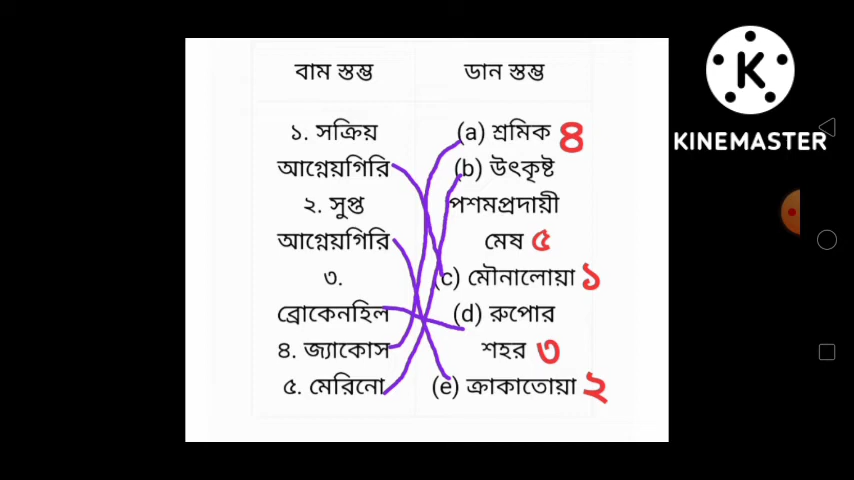 বাম স্তম্ভ ডান স্তম্ভ
১. সক্রিয় (a) শ্রমিক ৪
আগ্নেয়গিরি (b) উৎকৃষ্ট
২. সুপ্ত পশমপ্রদায়ী
আগ্নেয়গিরি মেষ ৫
৩. (c) মৌনালোয়া ১
ব্রোকেনহিল (d) রুপোর
৪. জ্যাকোস শহর ৩
৫. মেরিনো (e) ক্রাকাতোয়া ২
K
KINEMASTER